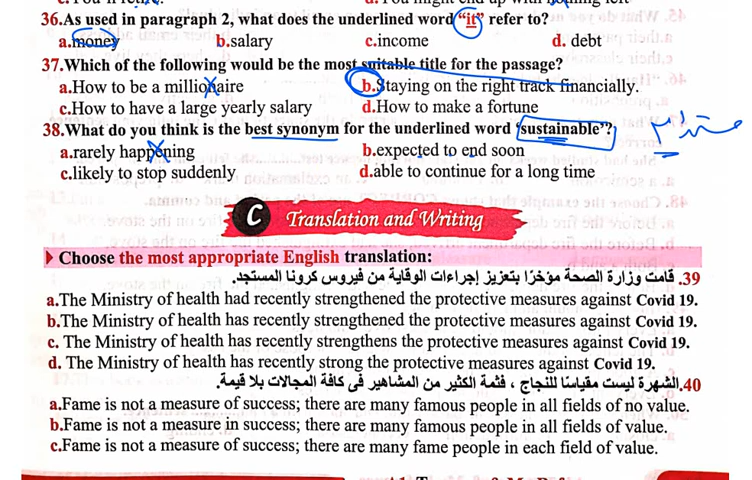 36.As used in paragraph 2, what does the underlined word “it” refer to?
a.money b.salary c.income d. debt
37.Which of the following would be the most suitable title for the passage?
a.How to be a millionaire b.Staying on the right track financially.
c.How to have a large yearly salary d.How to make a fortune
38.What do you think is the best synonym for the underlined word "sustainable"?
a.rarely happening b.expected to end soon
c.likely to stop suddenly d.able to continue for a long time
C Translation and Writing
Choose the most appropriate English translation:
39. قامت وزارة الصحة مؤخرًا بتعزيز إجراءات الوقاية من فيروس كرونا المستجد.
a.The Ministry of health had recently strengthened the protective measures against Covid 19.
b.The Ministry of health has recently strengthened the protective measures against Covid 19.
c. The Ministry of health has recently strengthens the protective measures against Covid 19.
d. The Ministry of health has recently strong the protective measures against Covid 19.
40.الشهرة ليست مقياسًا للنجاح ، فثمة الكثير من المشاهير فى كافة المجالات بلا قيمة.
a.Fame is not a measure of success; there are many famous people in all fields of no value.
b.Fame is not a measure in success; there are many famous people in all fields of value.
c.Fame is not a measure of success; there are many fame people in each field of value.